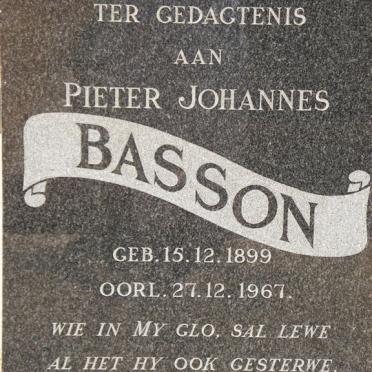 TER GEDAGTENIS
AAN
PIETER JOHANNES
BASSON
GEB. 15.12.1899
OORL. 27.12.1967.
WIE IN MY GLO, SAL LEWE
AL HET HY OOK GESTERWE.